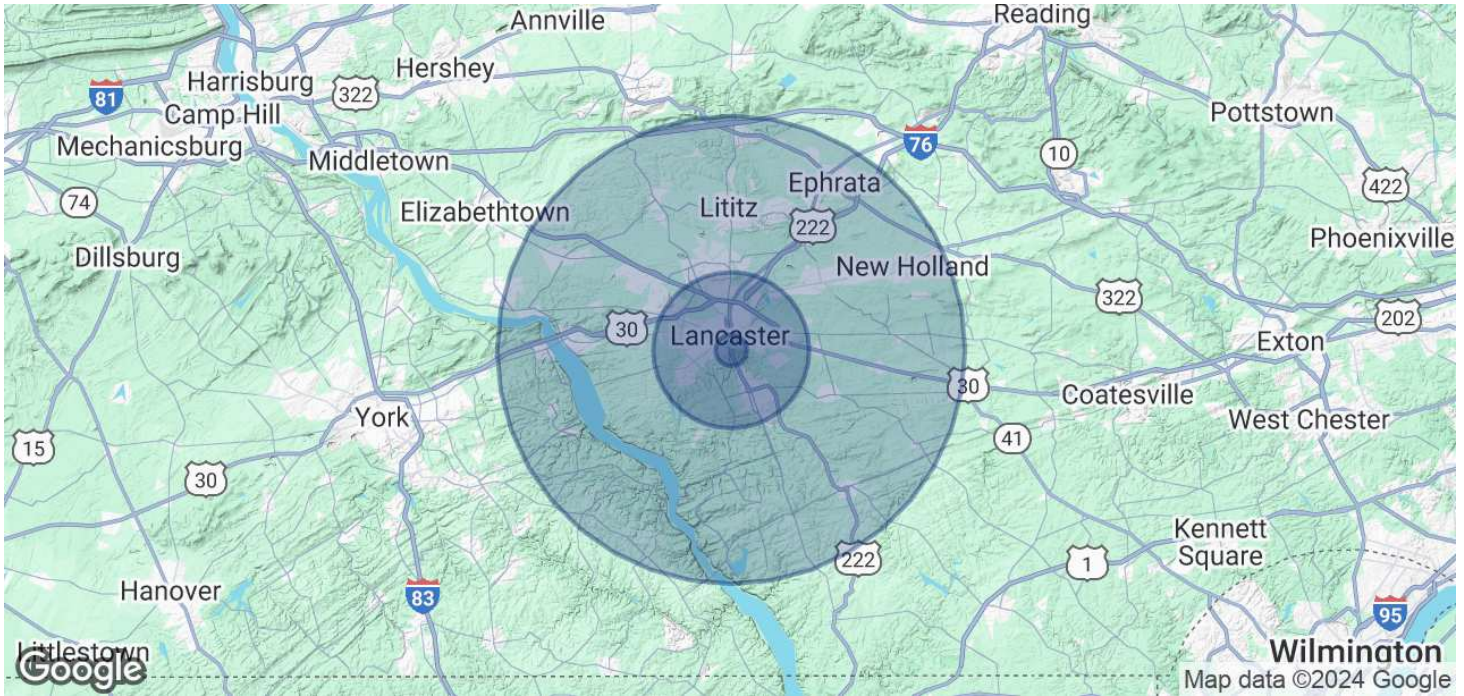 Annville
Reading
Hershey
Harrisburg
81
322
Camp Hill
Pottstown
Mechanicsburg
76
Middletown
10
Ephrata
422
74
Elizabethtown
Lititz
222
Phoenixville
Dillsburg
New Holland
322
30
202
Lancaster
Exton
30
Coatesville
York
West Chester
15
41
30
Kennett
Square
222
1
Hanover
83
95
Littlestown
Wilmington
Google
Map data ©2024 Google